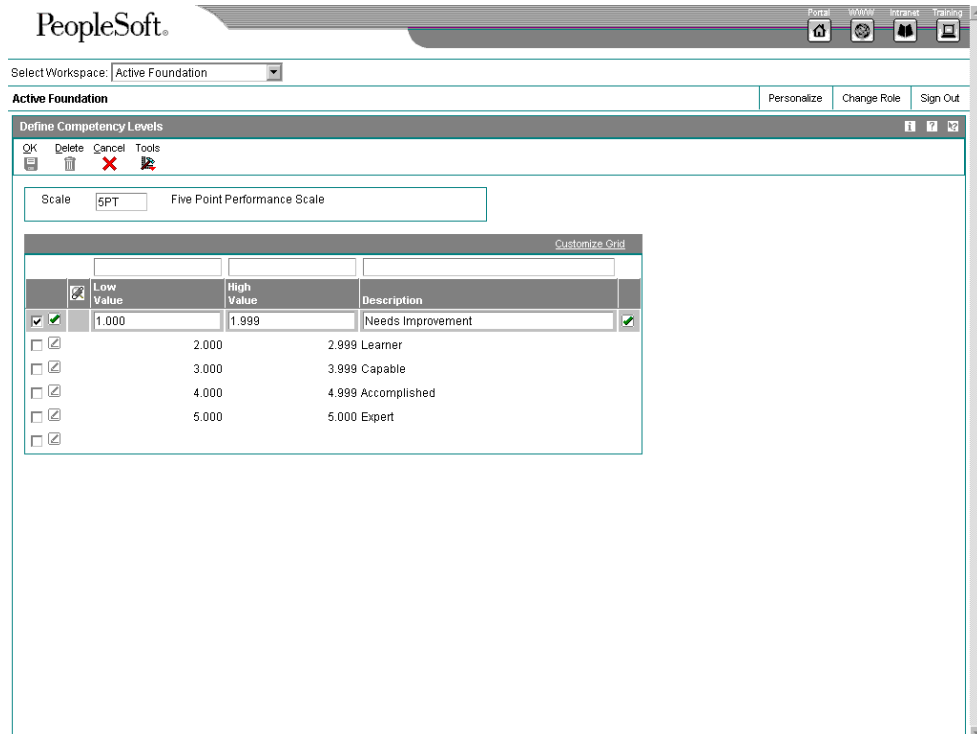 Portal WWW Intranet Training
PeopleSoft®
Select Workspace: Active Foundation
Active Foundation Personalize Change Role Sign Out
Define Competency Levels i ? ?
OK Delete Cancel Tools
Scale 5PT Five Point Performance Scale
Customize Grid
Low Value High Value Description
1.000 1.999 Needs Improvement
2.000 2.999 Learner
3.000 3.999 Capable
4.000 4.999 Accomplished
5.000 5.000 Expert